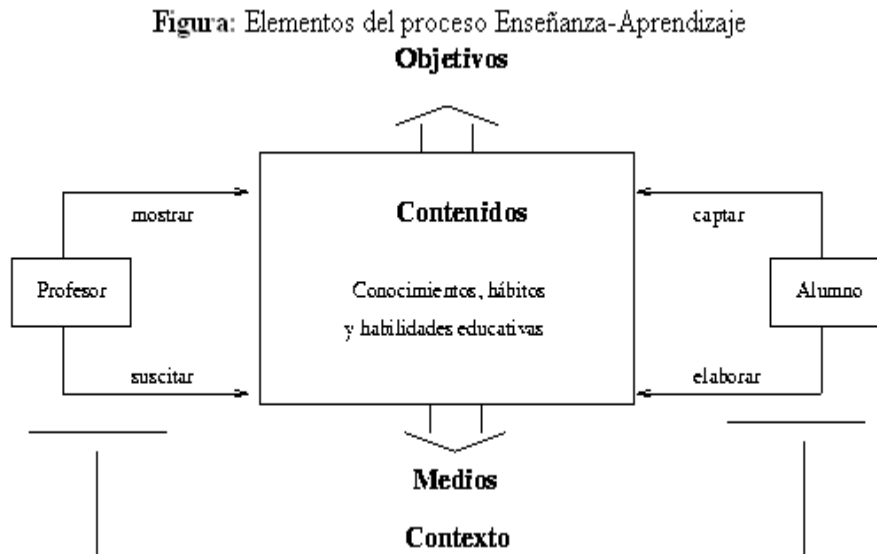 Figura: Elementos del proceso Enseñanza-Aprendizaje
Objetivos
mostrar
Contenidos
captar
Profesor
Conocimientos, hábitos
y habilidades educativas
Alumno
suscitar
elaborar
Medios
Contexto